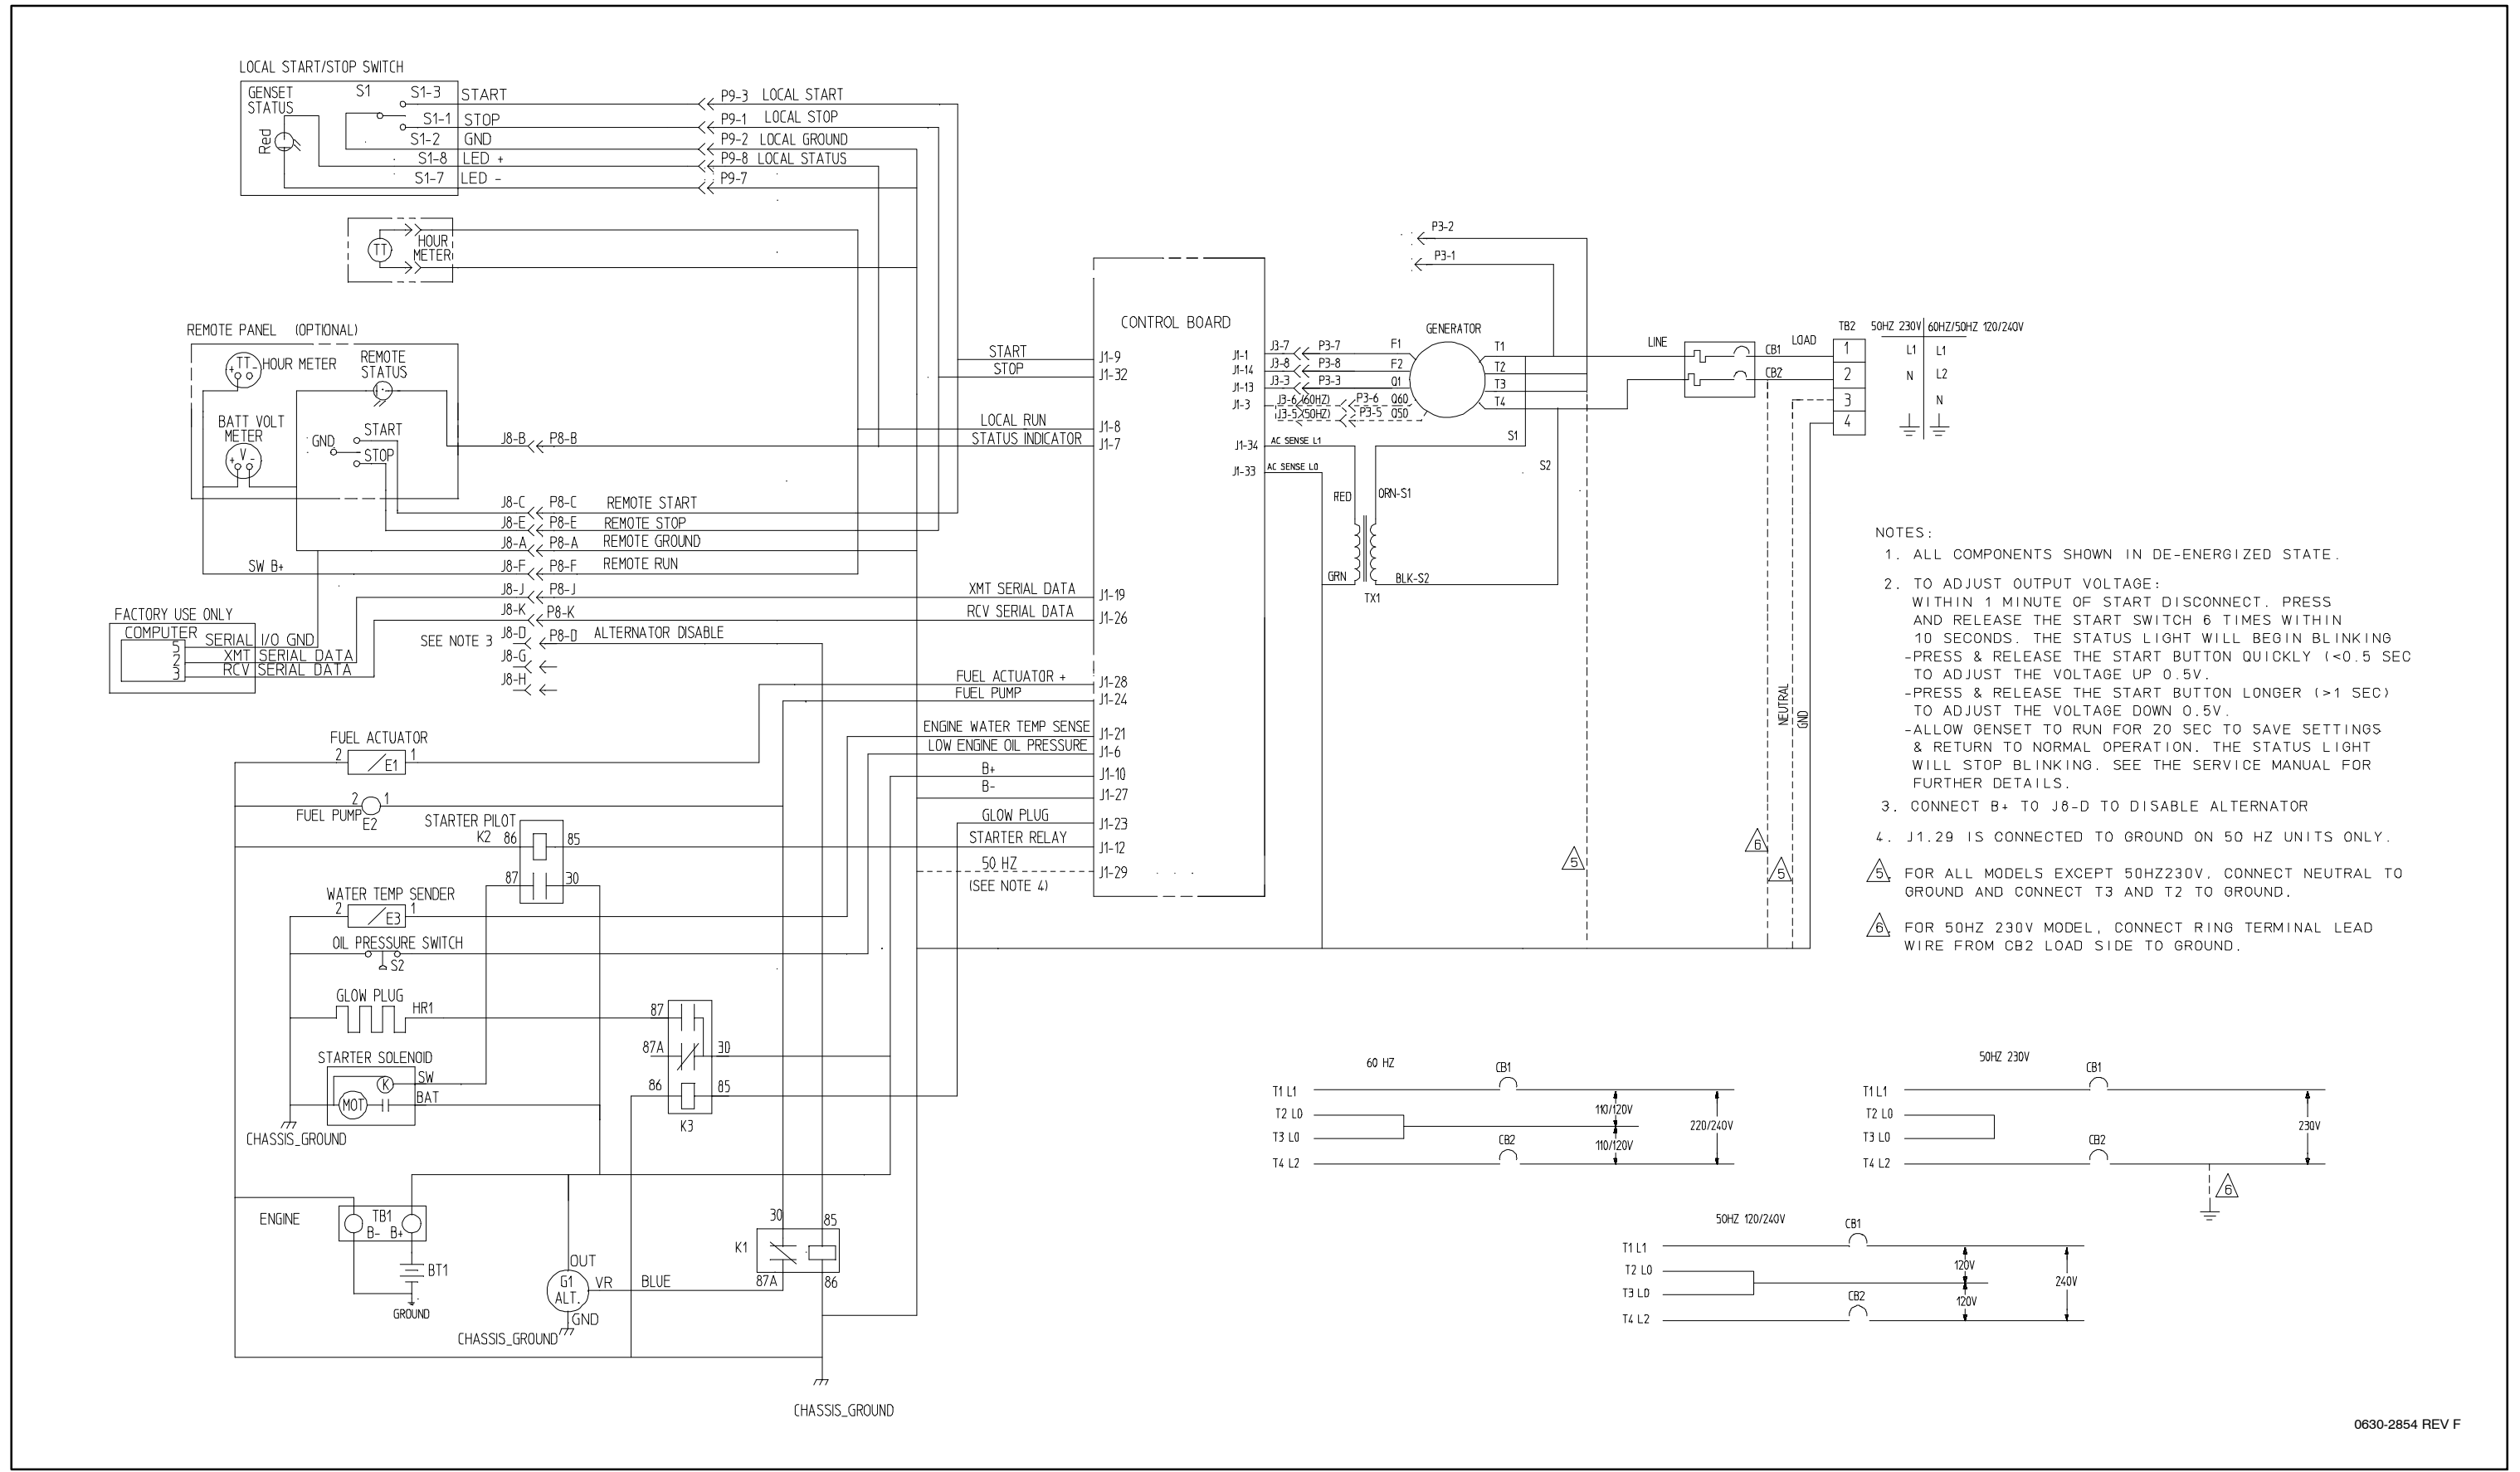 LOCAL START/STOP SWITCH
GENSET STATUS
S1
Red
S1-3 START
S1-1 STOP
S1-2 GND
S1-8 LED +
S1-7 LED -
P9-3 LOCAL START
P9-1 LOCAL STOP
P9-2 LOCAL GROUND
P9-8 LOCAL STATUS
P9-7
TT
HOUR METER
REMOTE PANEL (OPTIONAL)
TT
+ -
HOUR METER
REMOTE STATUS
BATT VOLT METER
V
+ -
GND
START
STOP
SW B+
J8-B P8-B
J8-C P8-C REMOTE START
J8-E P8-E REMOTE STOP
J8-A P8-A REMOTE GROUND
J8-F P8-F REMOTE RUN
J8-J P8-J
J8-K P8-K
SEE NOTE 3 J8-D P8-D ALTERNATOR DISABLE
J8-G
J8-H
FACTORY USE ONLY
COMPUTER
5 SERIAL I/O GND
2 XMT SERIAL DATA
3 RCV SERIAL DATA
CONTROL BOARD
START J1-9
STOP J1-32
LOCAL RUN J1-8
STATUS INDICATOR J1-7
XMT SERIAL DATA J1-19
RCV SERIAL DATA J1-26
FUEL ACTUATOR + J1-28
FUEL PUMP J1-24
ENGINE WATER TEMP SENSE J1-21
LOW ENGINE OIL PRESSURE J1-6
B+ J1-10
B- J1-27
GLOW PLUG J1-23
STARTER RELAY J1-12
50 HZ J1-29
(SEE NOTE 4)
J1-1 J3-7 P3-7 F1
J1-14 J3-8 P3-8 F2
J1-13 J3-3 P3-3 Q1
J1-3 J3-6 (60HZ) P3-6 Q60
J3-5 (50HZ) P3-5 Q50
J1-34 AC SENSE L1
J1-33 AC SENSE L0
P3-2
P3-1
GENERATOR
T1
T2
T3
T4
S1
S2
RED
ORN-S1
GRN
BLK-S2
TX1
LINE
LOAD
CB1
CB2
TB2 50HZ 230V 60HZ/50HZ 120/240V
1 L1 L1
2 N L2
3 N
4
NEUTRAL
GND
5
6
5
NOTES:
1. ALL COMPONENTS SHOWN IN DE-ENERGIZED STATE.
2. TO ADJUST OUTPUT VOLTAGE:
WITHIN 1 MINUTE OF START DISCONNECT. PRESS
AND RELEASE THE START SWITCH 6 TIMES WITHIN
10 SECONDS. THE STATUS LIGHT WILL BEGIN BLINKING
-PRESS & RELEASE THE START BUTTON QUICKLY (<0.5 SEC
TO ADJUST THE VOLTAGE UP 0.5V.
-PRESS & RELEASE THE START BUTTON LONGER (>1 SEC)
TO ADJUST THE VOLTAGE DOWN 0.5V.
-ALLOW GENSET TO RUN FOR 20 SEC TO SAVE SETTINGS
& RETURN TO NORMAL OPERATION. THE STATUS LIGHT
WILL STOP BLINKING. SEE THE SERVICE MANUAL FOR
FURTHER DETAILS.
3. CONNECT B+ TO J8-D TO DISABLE ALTERNATOR
4. J1.29 IS CONNECTED TO GROUND ON 50 HZ UNITS ONLY.
5. FOR ALL MODELS EXCEPT 50HZ230V, CONNECT NEUTRAL TO
GROUND AND CONNECT T3 AND T2 TO GROUND.
6. FOR 50HZ 230V MODEL, CONNECT RING TERMINAL LEAD
WIRE FROM CB2 LOAD SIDE TO GROUND.
FUEL ACTUATOR
2 E1 1
2 1
FUEL PUMP E2
STARTER PILOT
K2 86 85
87 30
WATER TEMP SENDER
2 E3 1
OIL PRESSURE SWITCH
S2
GLOW PLUG
HR1
STARTER SOLENOID
K SW
MOT BAT
CHASSIS_GROUND
87
87A 30
86 85
K3
ENGINE
TB1
B- B+
BT1
GROUND
OUT
G1 ALT.
VR BLUE
GND
CHASSIS_GROUND
30 85
K1
87A 86
CHASSIS_GROUND
60 HZ
CB1
T1 L1
T2 L0
110/120V
220/240V
T3 L0
110/120V
CB2
T4 L2
50HZ 230V
CB1
T1 L1
T2 L0
230V
T3 L0
CB2
T4 L2
6
50HZ 120/240V
CB1
T1 L1
T2 L0
120V
240V
T3 L0
120V
CB2
T4 L2
0630-2854 REV F